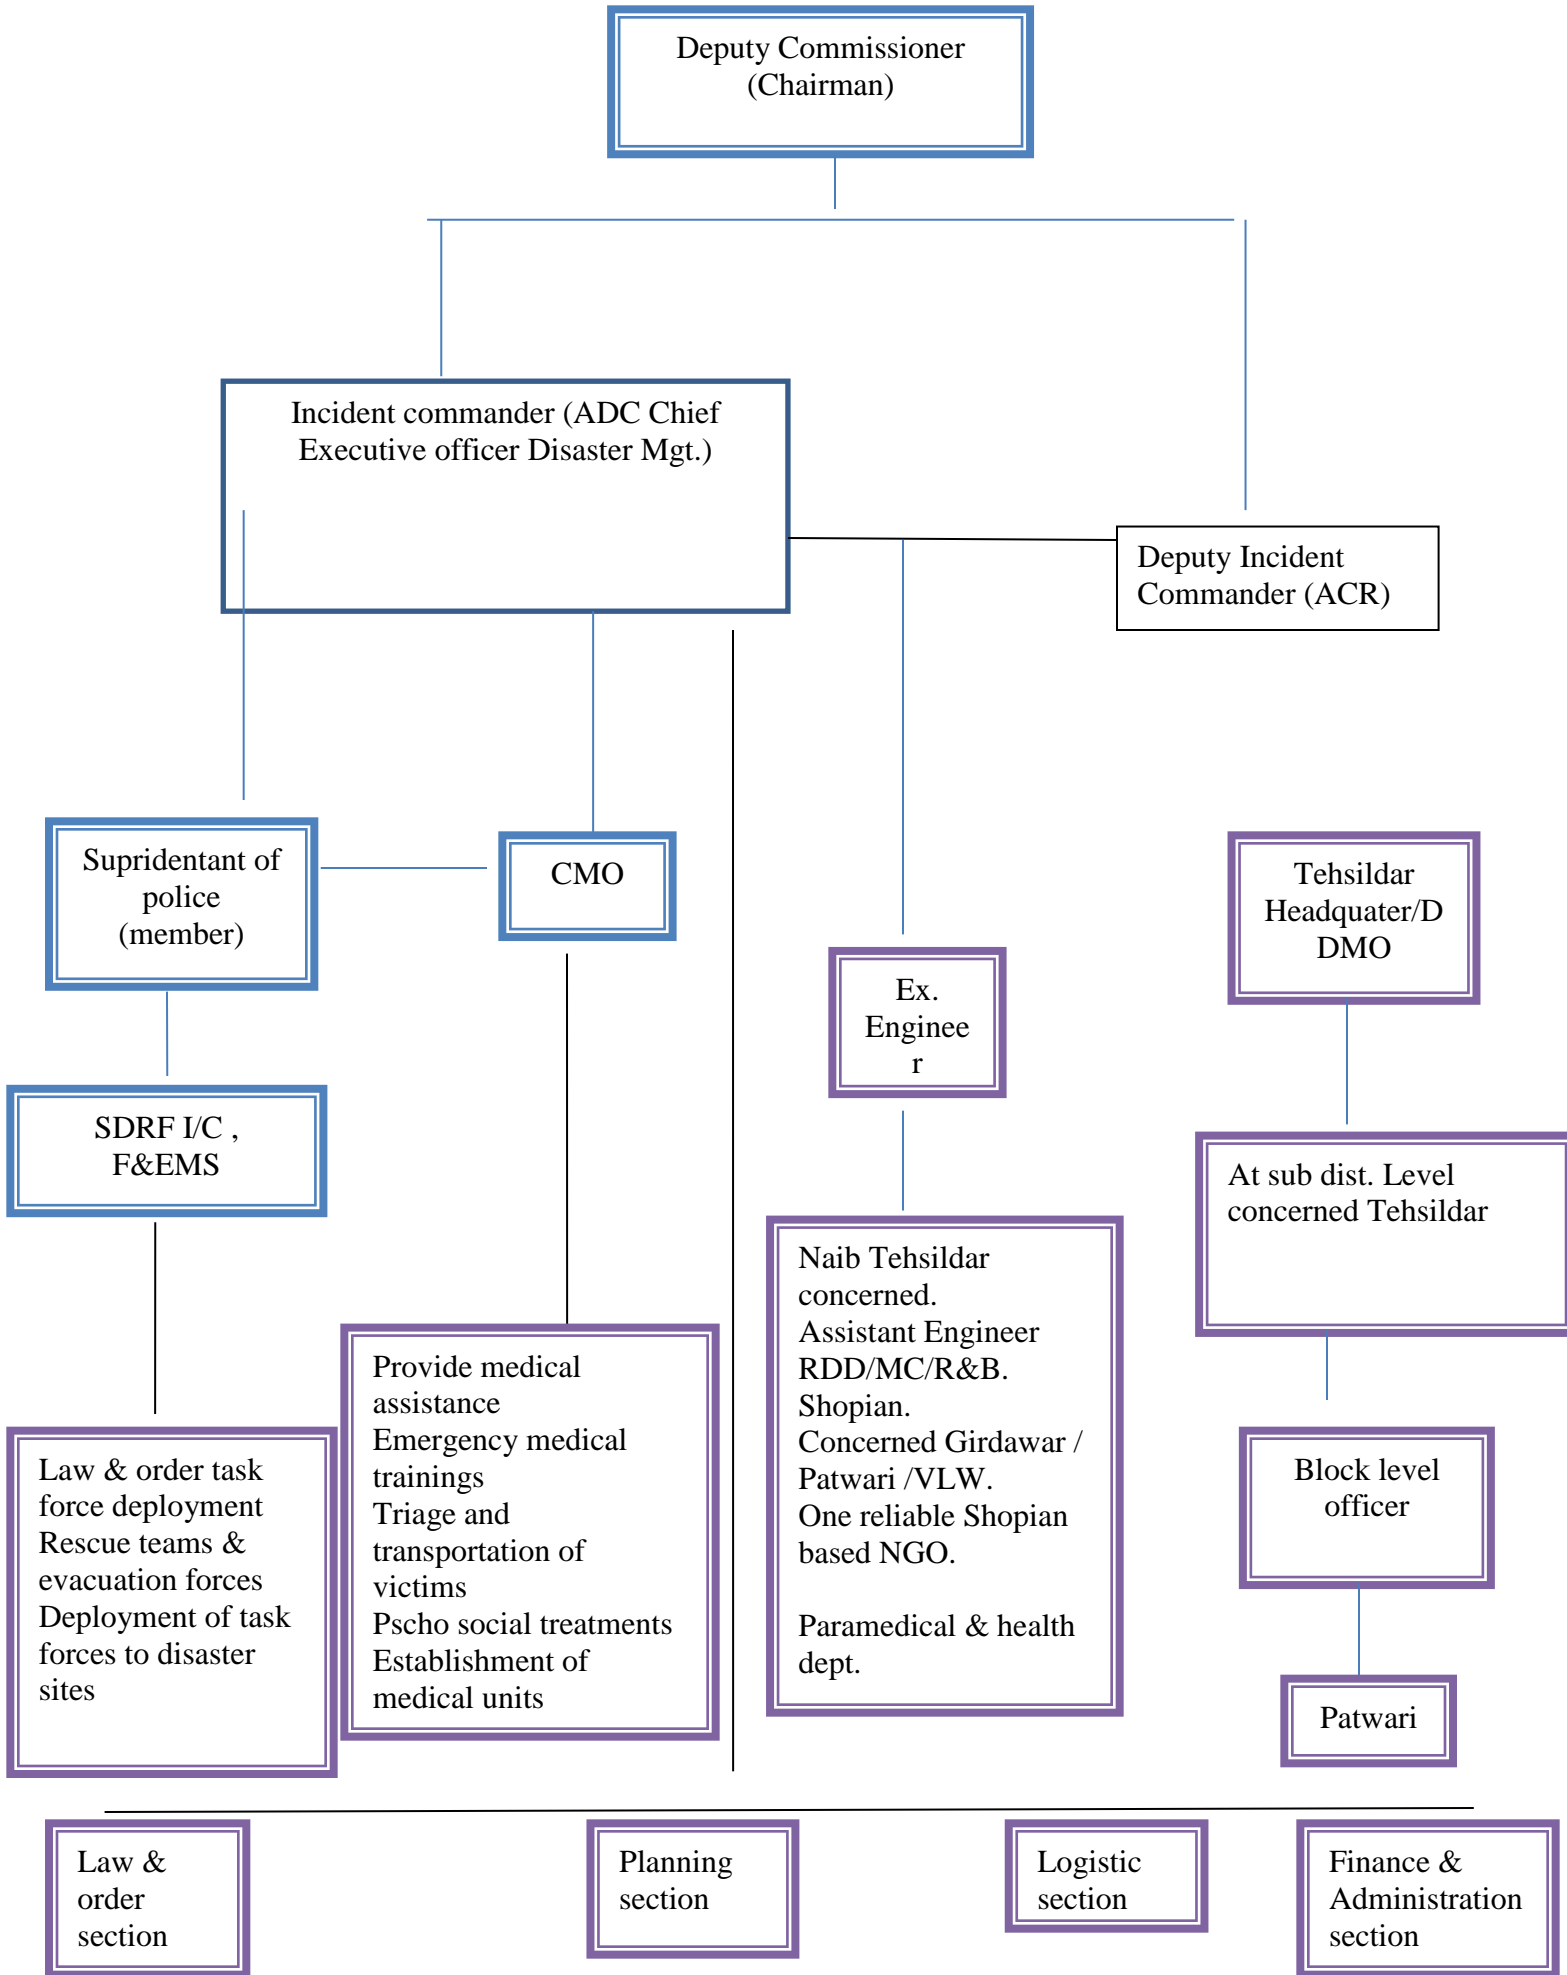 Deputy Commissioner
(Chairman)
Incident commander (ADC Chief
Executive officer Disaster Mgt.)
Deputy Incident
Commander (ACR)
Supridentant of
police
(member)
CMO
Tehsildar
Headquater/D
DMO
Ex.
Enginee
r
SDRF I/C ,
F&EMS
At sub dist. Level
concerned Tehsildar
Naib Tehsildar
concerned.
Assistant Engineer
RDD/MC/R&B.
Shopian.
Concerned Girdawar /
Patwari /VLW.
One reliable Shopian
based NGO.
Paramedical & health
dept.
Provide medical
assistance
Emergency medical
trainings
Triage and
transportation of
victims
Pscho social treatments
Establishment of
medical units
Law & order task
force deployment
Rescue teams &
evacuation forces
Deployment of task
forces to disaster
sites
Block level
officer
Patwari
Law &
order
section
Planning
section
Logistic
section
Finance &
Administration
section